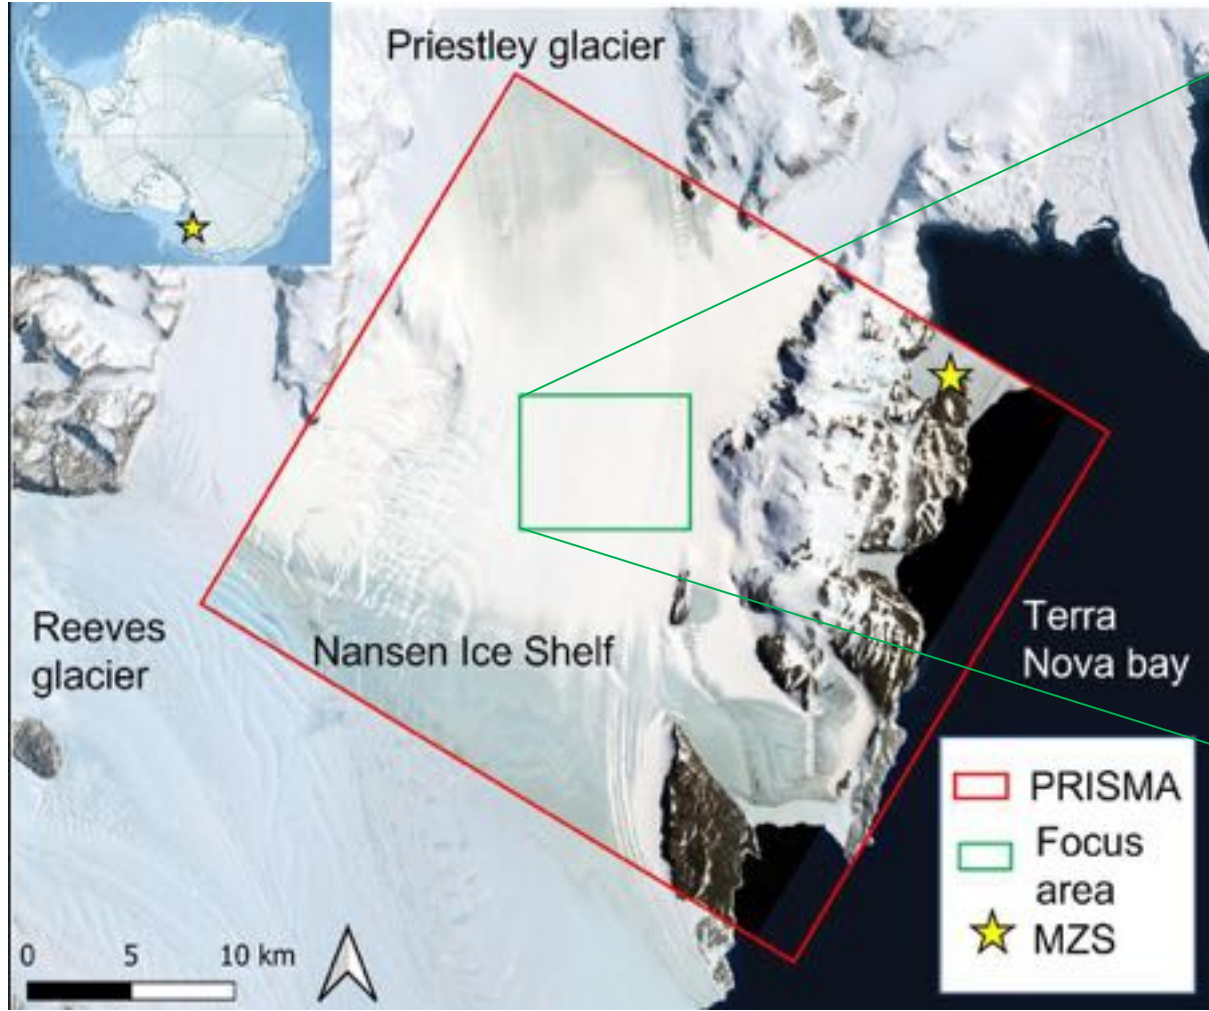 Priestley glacier
Reeves
glacier
Nansen Ice Shelf
Terra
Nova bay
PRISMA
Focus
area
MZS
0 5 10 km